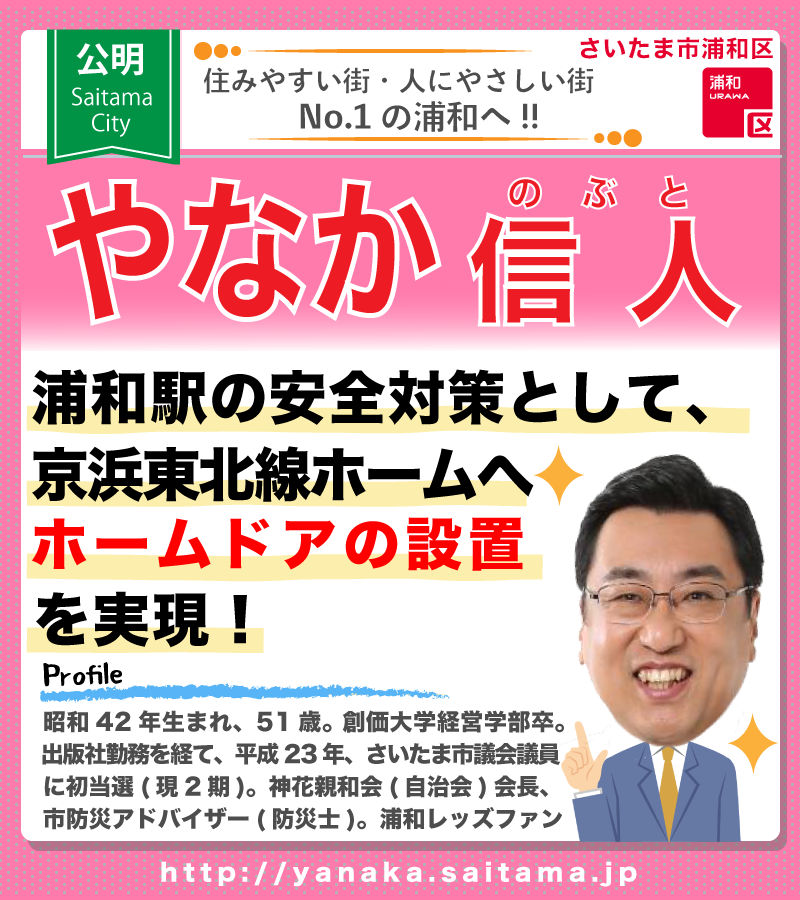 公明
Saitama
City
住みやすい街・人にやさしい街
No.1の浦和へ!!
さいたま市浦和区
浦和
URAWA
区
のぶと
やなか信人
浦和駅の安全対策として、
京浜東北線ホームへ
ホームドアの設置
を実現！
Profile
昭和42年生まれ、51歳。創価大学経営学部卒。
出版社勤務を経て、平成23年、さいたま市議会議員
に初当選(現2期)。神花親和会(自治会)会長、
市防災アドバイザー(防災士)。浦和レッズファン
http://yanaka.saitama.jp